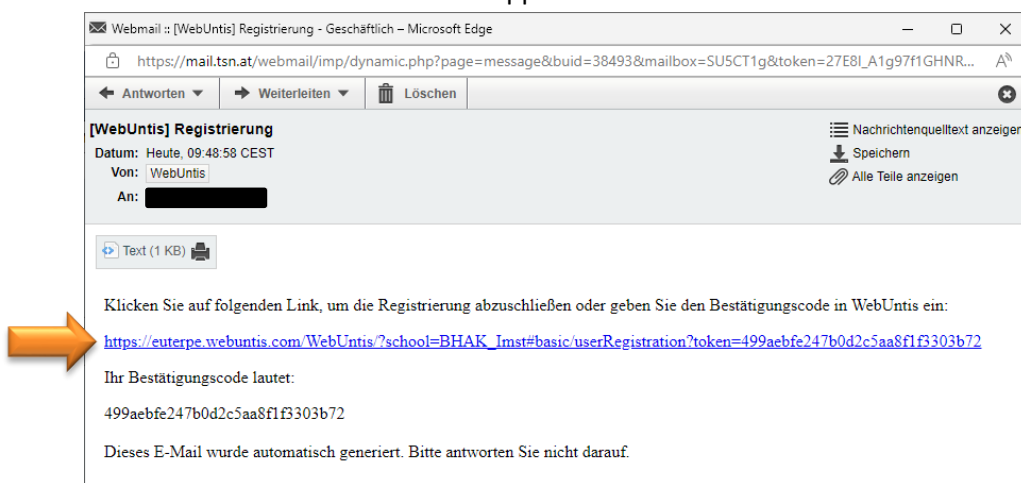 Webmail :: [WebUntis] Registrierung - Geschäftlich – Microsoft Edge
https://mail.tsn.at/webmail/imp/dynamic.php?page=message&buid=38493&mailbox=SU5CT1g&token=27E8l_A1g97f1GHNR...
Antworten Weiterleiten Löschen
[WebUntis] Registrierung
Nachrichtenquelltext anzeigen
Datum: Heute, 09:48:58 CEST
Speichern
Von: WebUntis
Alle Teile anzeigen
An:
Text (1 KB)
Klicken Sie auf folgenden Link, um die Registrierung abzuschließen oder geben Sie den Bestätigungscode in WebUntis ein:
https://euterpe.webuntis.com/WebUntis/?school=BHAK_Imst#basic/userRegistration?token=499aebfe247b0d2c5aa8f1f3303b72
Ihr Bestätigungscode lautet:
499aebfe247b0d2c5aa8f1f3303b72
Dieses E-Mail wurde automatisch generiert. Bitte antworten Sie nicht darauf.